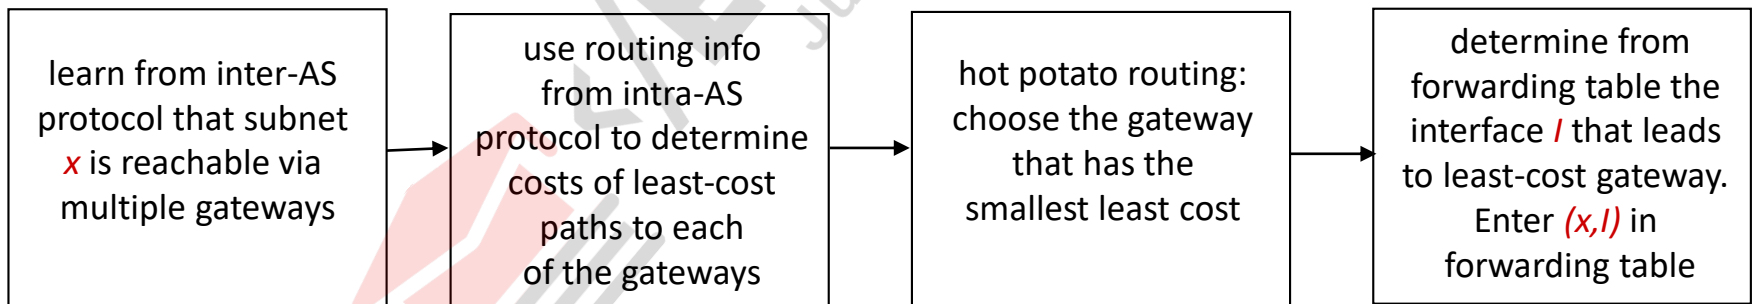 learn from inter-AS
protocol that subnet
x is reachable via
multiple gateways
use routing info
from intra-AS
protocol to determine
costs of least-cost
paths to each
of the gateways
hot potato routing:
choose the gateway
that has the
smallest least cost
determine from
forwarding table the
interface I that leads
to least-cost gateway.
Enter (x,I) in
forwarding table